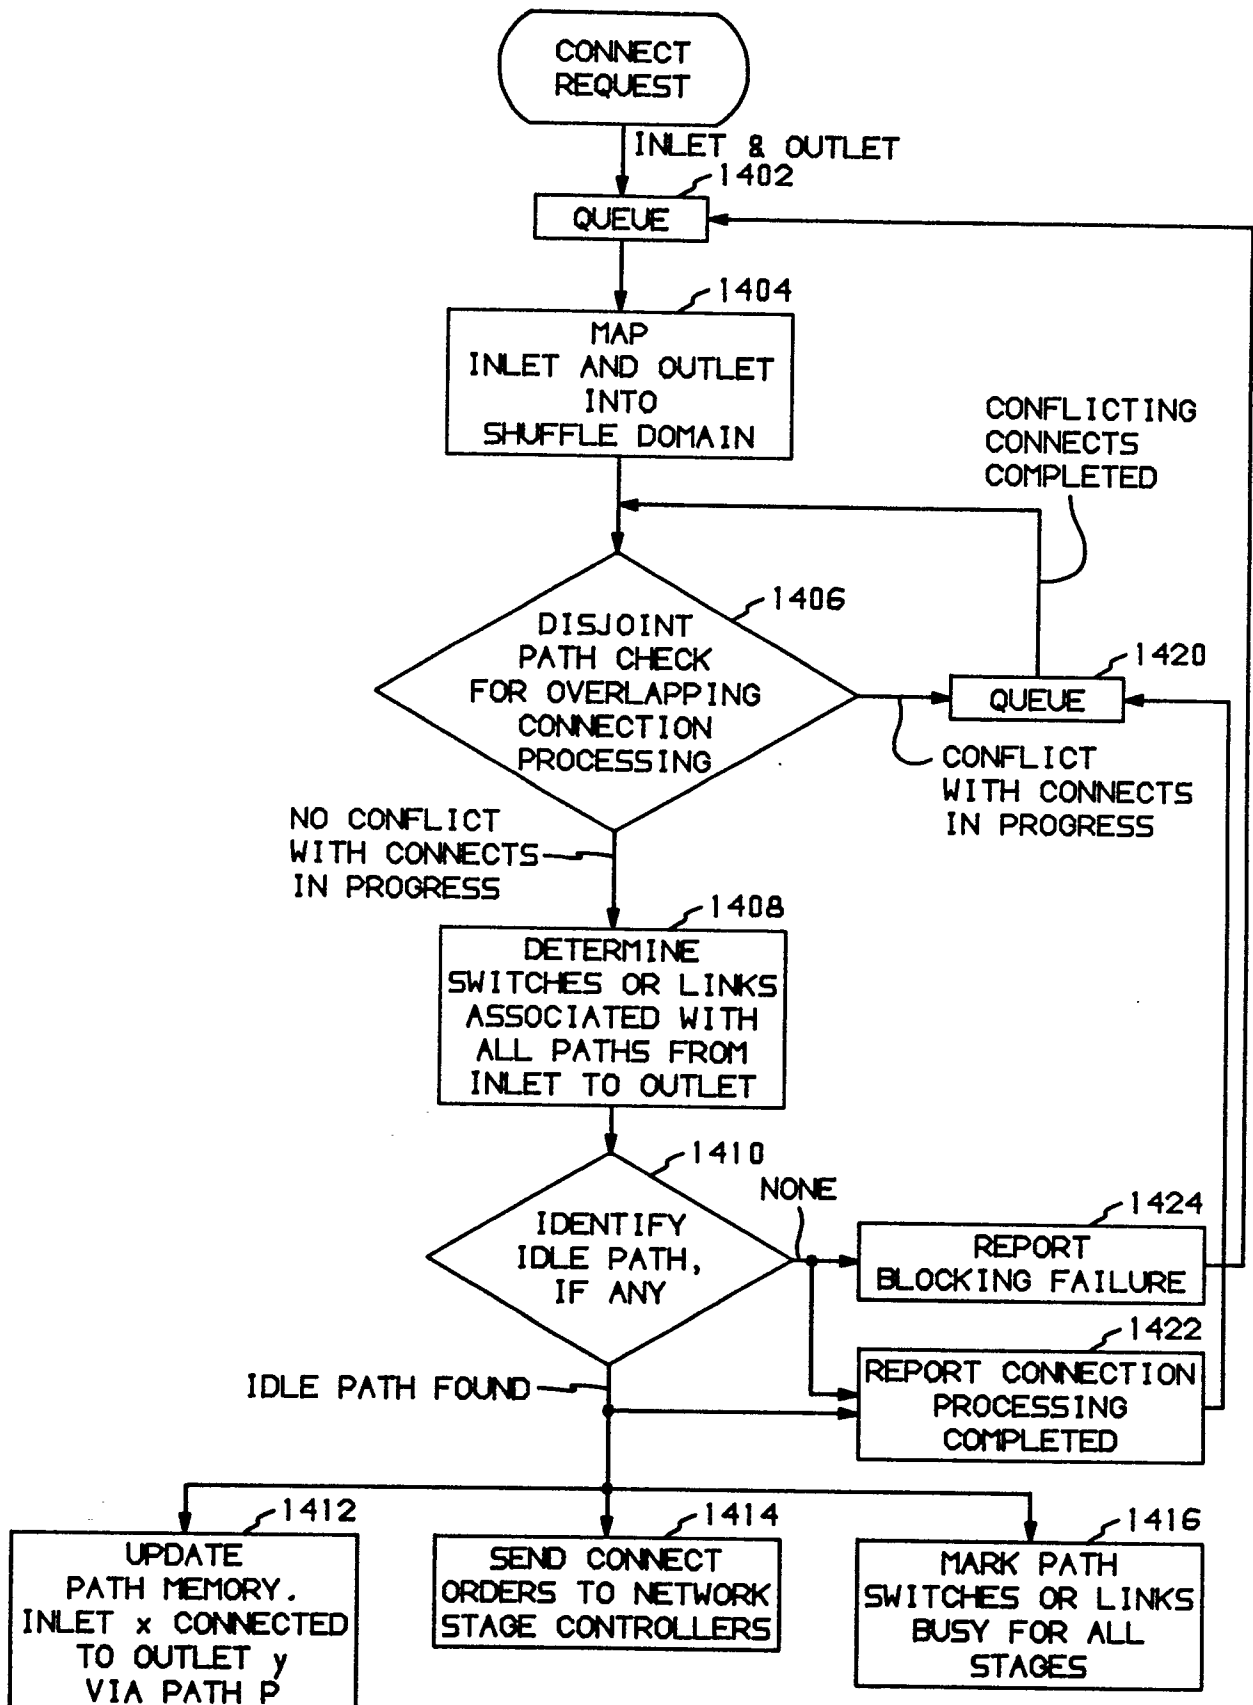 CONNECT
REQUEST
INLET & OUTLET
1402
QUEUE
1404
MAP
INLET AND OUTLET
INTO
SHUFFLE DOMAIN
CONFLICTING
CONNECTS
COMPLETED
1406
DISJOINT
PATH CHECK
FOR OVERLAPPING
CONNECTION
PROCESSING
1420
QUEUE
CONFLICT
WITH CONNECTS
IN PROGRESS
NO CONFLICT
WITH CONNECTS
IN PROGRESS
1408
DETERMINE
SWITCHES OR LINKS
ASSOCIATED WITH
ALL PATHS FROM
INLET TO OUTLET
1410
IDENTIFY
IDLE PATH,
IF ANY
NONE
1424
REPORT
BLOCKING FAILURE
1422
REPORT CONNECTION
PROCESSING
COMPLETED
IDLE PATH FOUND
1412
UPDATE
PATH MEMORY.
INLET x CONNECTED
TO OUTLET y
VIA PATH P
1414
SEND CONNECT
ORDERS TO NETWORK
STAGE CONTROLLERS
1416
MARK PATH
SWITCHES OR LINKS
BUSY FOR ALL
STAGES